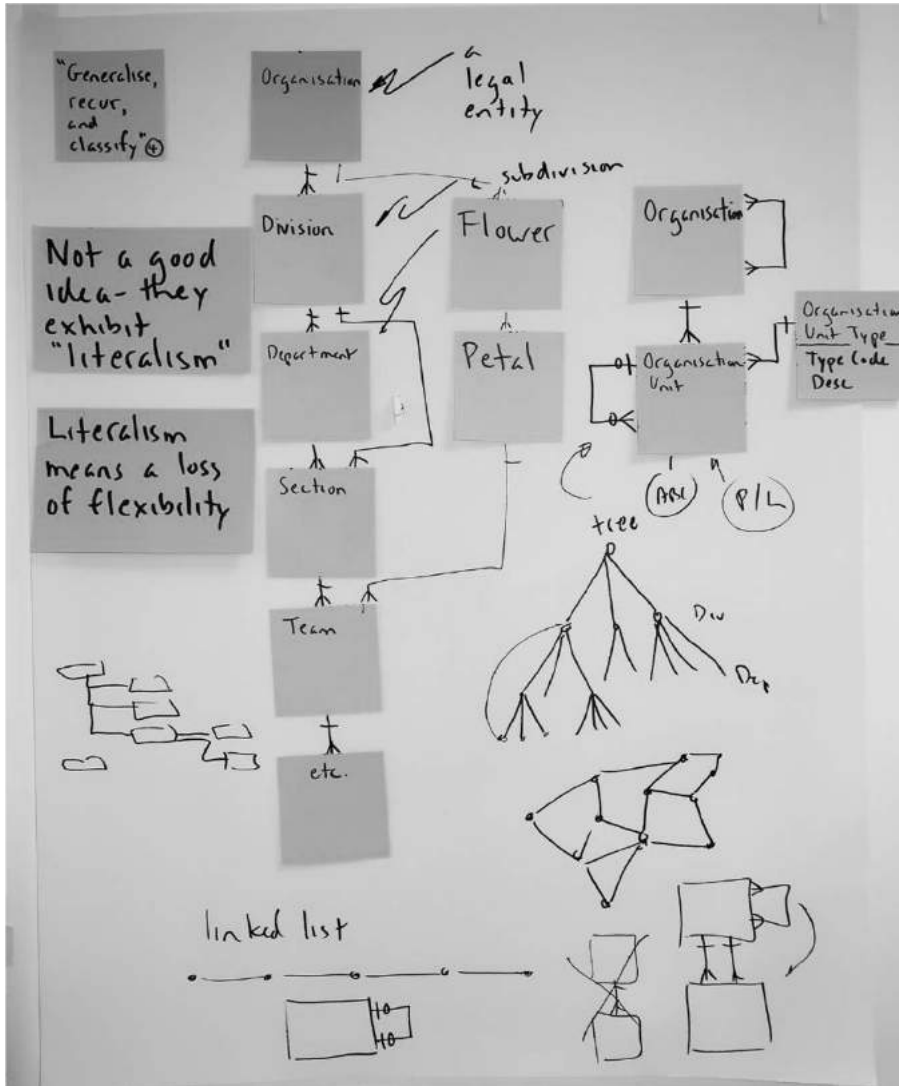 "Generalise,
recur,
and
classify" 4
Organisation
a
legal
entity
subdivision
Not a good
idea - they
exhibit
"literalism"
Literalism
means a loss
of flexibility
Division
Flower
Department
Petal
Section
Team
etc.
Organisation
Organisation
Unit
Organisation
Unit Type
Type Code
Desc
P/L
tree
Div
linked list